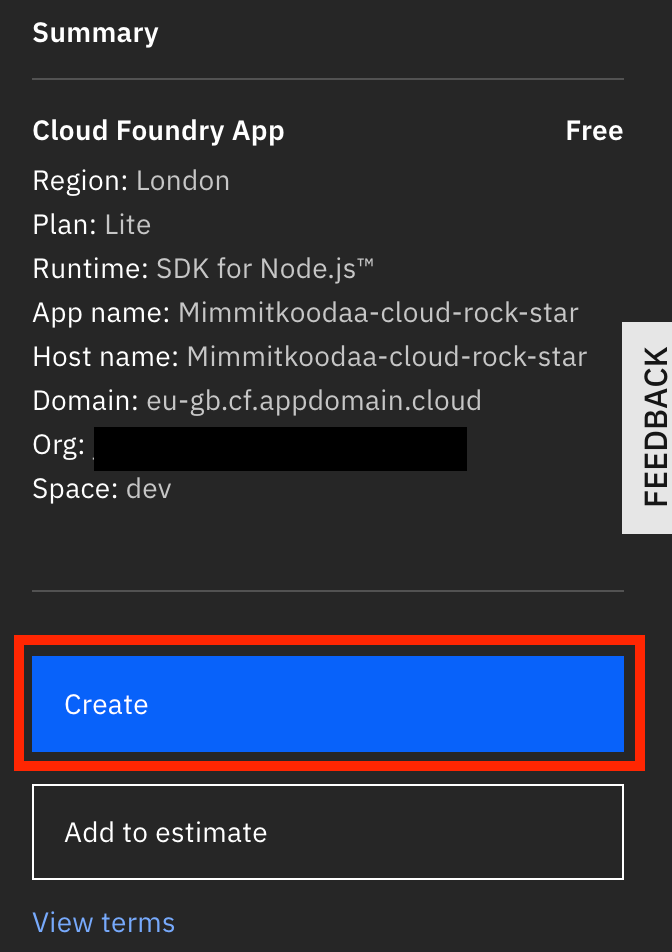 Summary
Cloud Foundry App Free
Region: London
Plan: Lite
Runtime: SDK for Node.js™
App name: Mimmitkoodaa-cloud-rock-star
Host name: Mimmitkoodaa-cloud-rock-star
Domain: eu-gb.cf.appdomain.cloud
Org:
Space: dev
FEEDBACK
Create
Add to estimate
View terms